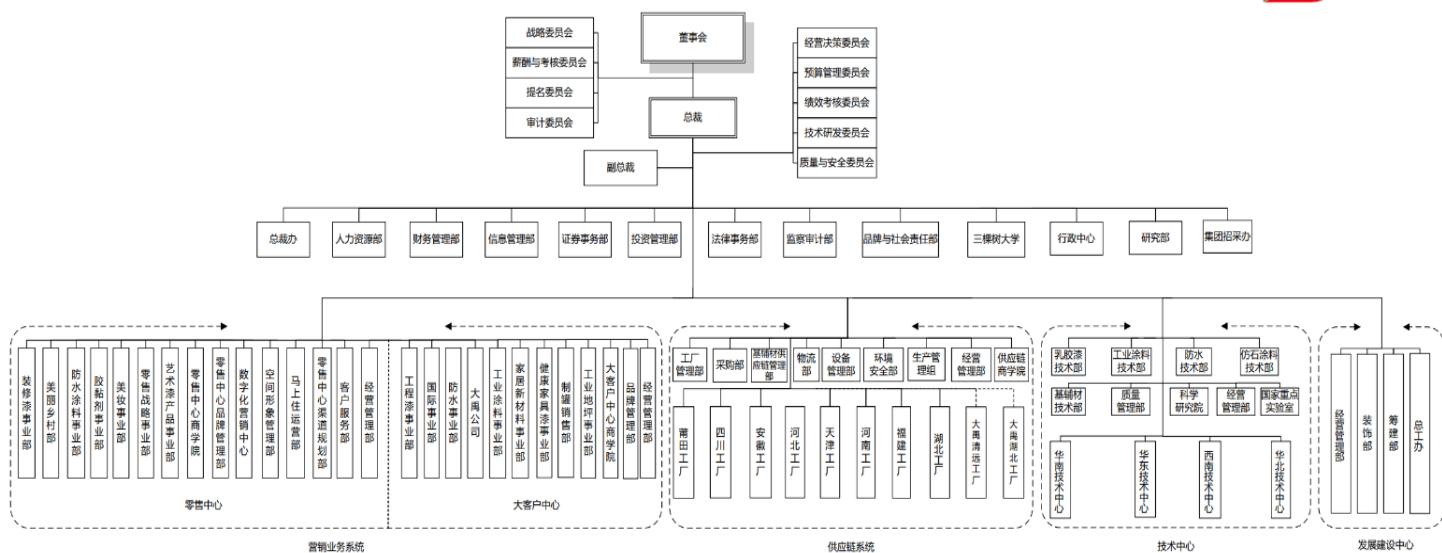 董事会
战略委员会
薪酬与考核委员会
提名委员会
审计委员会
经营决策委员会
预算管理委员会
绩效考核委员会
技术研发委员会
质量与安全委员会
总裁
副总裁
总裁办
人力资源部
财务管理部
信息管理部
证券事务部
投资管理部
法律事务部
监察审计部
品牌与社会责任部
三棵树大学
行政中心
研究部
集团招采办
装修漆事业部
美丽乡村部
防水涂料事业部
胶黏剂事业部
美妆事业部
零售战略事业部
艺术漆产品事业部
零售中心商学院
零售中心品牌管理部
数字化营销中心
空间形象管理部
马上住运营部
零售中心渠道规划部
客户服务部
经营管理部
零售中心
工程漆事业部
国际事业部
防水事业部
大禹公司
工业涂料事业部
家居新材料事业部
健康家具漆事业部
制罐销售部
工业地坪事业部
大客户中心商学院
品牌管理部
经营管理部
大客户中心
营销业务系统
工厂
管理部
采购部
基辅材供
应链管理
部
物流
部
设备
管理部
环境
安全部
生产管
理组
经营
管理部
供应链
商学院
莆田工厂
四川工厂
安徽工厂
河北工厂
天津工厂
河南工厂
福建工厂
湖北工厂
大禹清远工厂
大禹湖北工厂
供应链系统
乳胶漆
技术部
工业涂料
技术部
防水
技术部
仿石涂料
技术部
基辅材
技术部
质量
管理部
科学
研究院
经营
管理部
国家重点
实验室
华南技术中心
华东技术中心
西南技术中心
华北技术中心
技术中心
经营管理部
装饰部
筹建部
总工办
发展建设中心